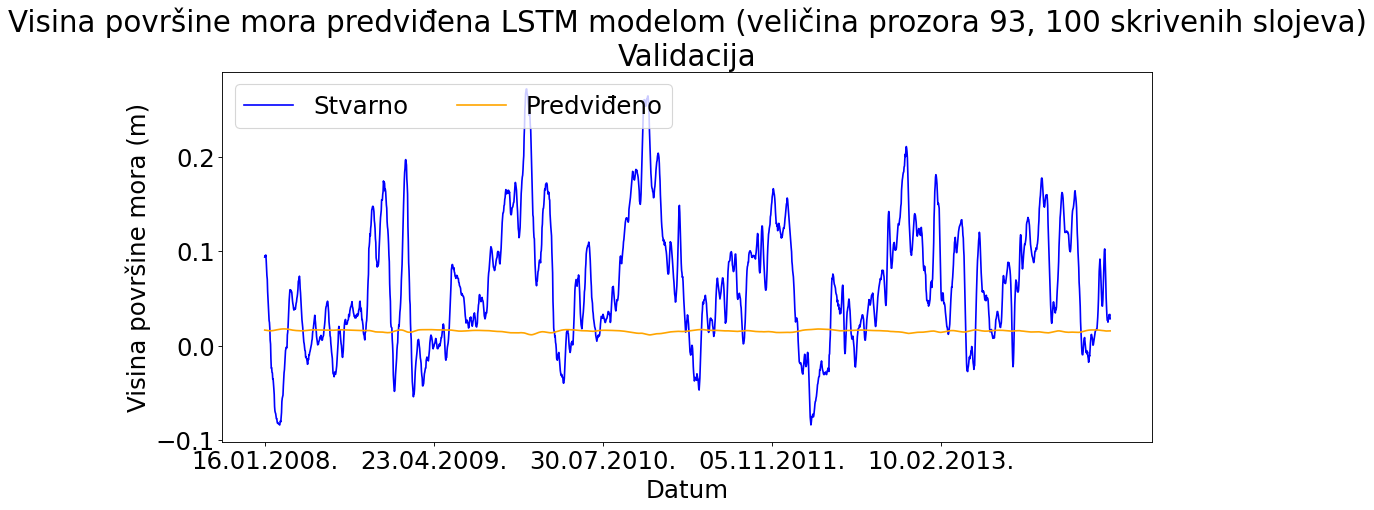 Visina površine mora predviđena LSTM modelom (veličina prozora 93, 100 skrivenih slojeva)
Validacija
Stvarno
Predviđeno
Visina površine mora (m)
0.2
0.1
0.0
−0.1
16.01.2008.
23.04.2009.
30.07.2010.
05.11.2011.
10.02.2013.
Datum